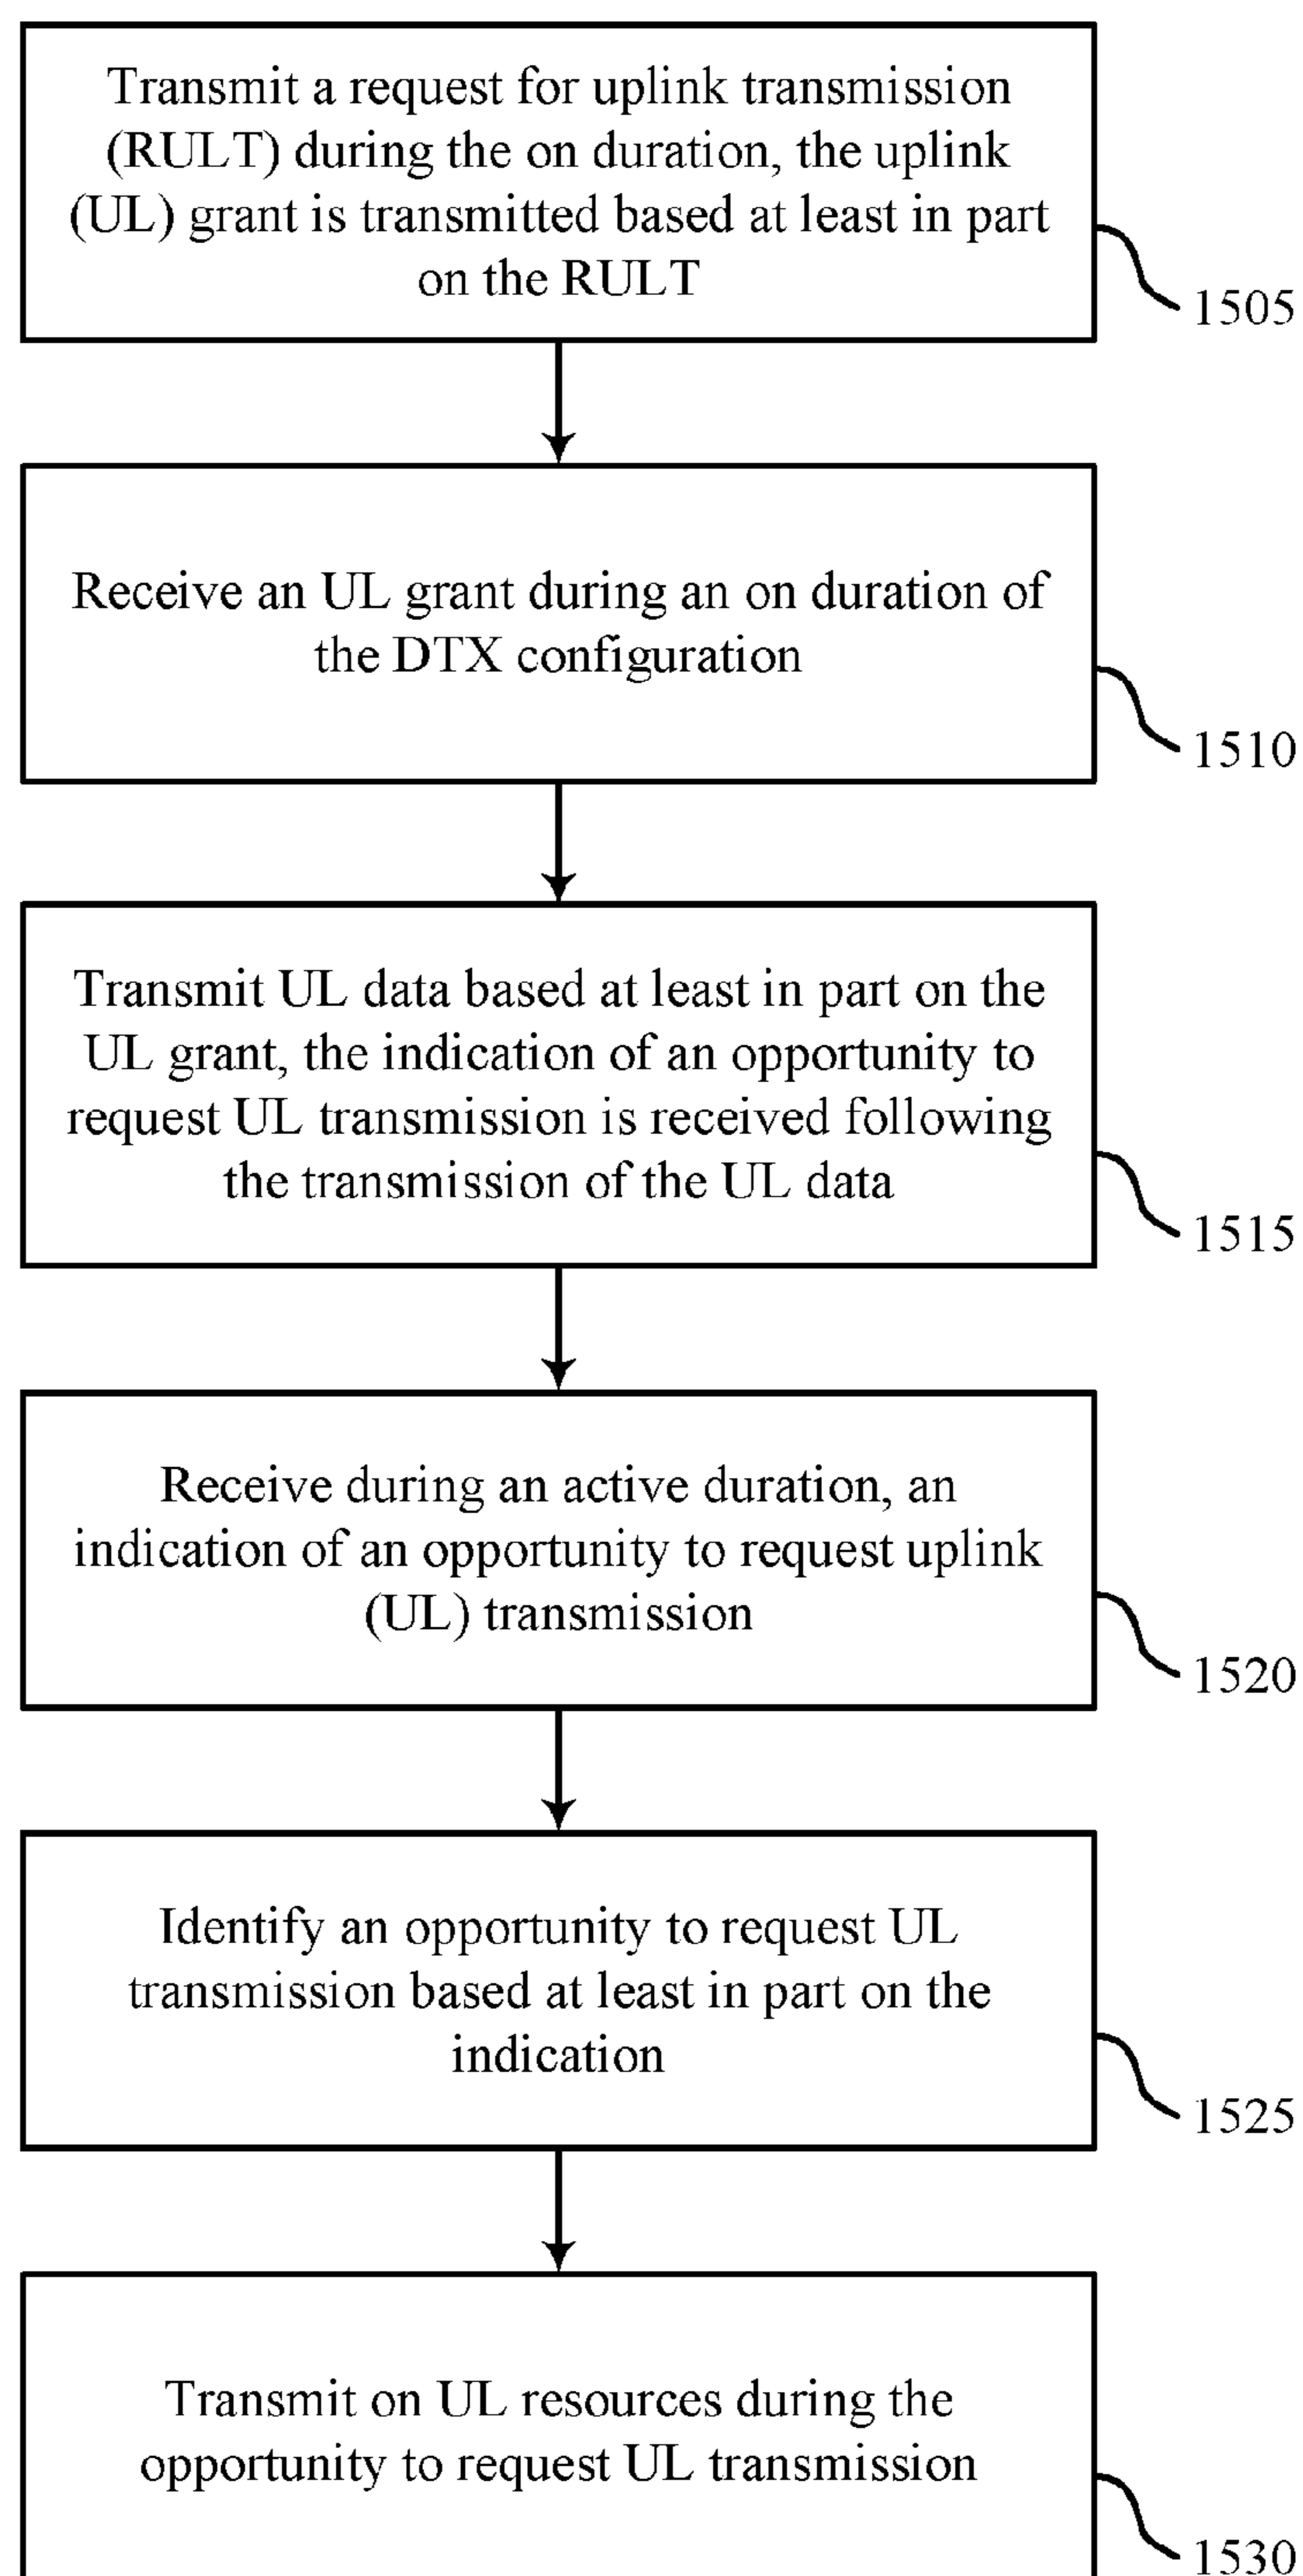 Transmit a request for uplink transmission
(RULT) during the on duration, the uplink
(UL) grant is transmitted based at least in part
on the RULT
1505
Receive an UL grant during an on duration of
the DTX configuration
1510
Transmit UL data based at least in part on the
UL grant, the indication of an opportunity to
request UL transmission is received following
the transmission of the UL data
1515
Receive during an active duration, an
indication of an opportunity to request uplink
(UL) transmission
1520
Identify an opportunity to request UL
transmission based at least in part on the
indication
1525
Transmit on UL resources during the
opportunity to request UL transmission
1530